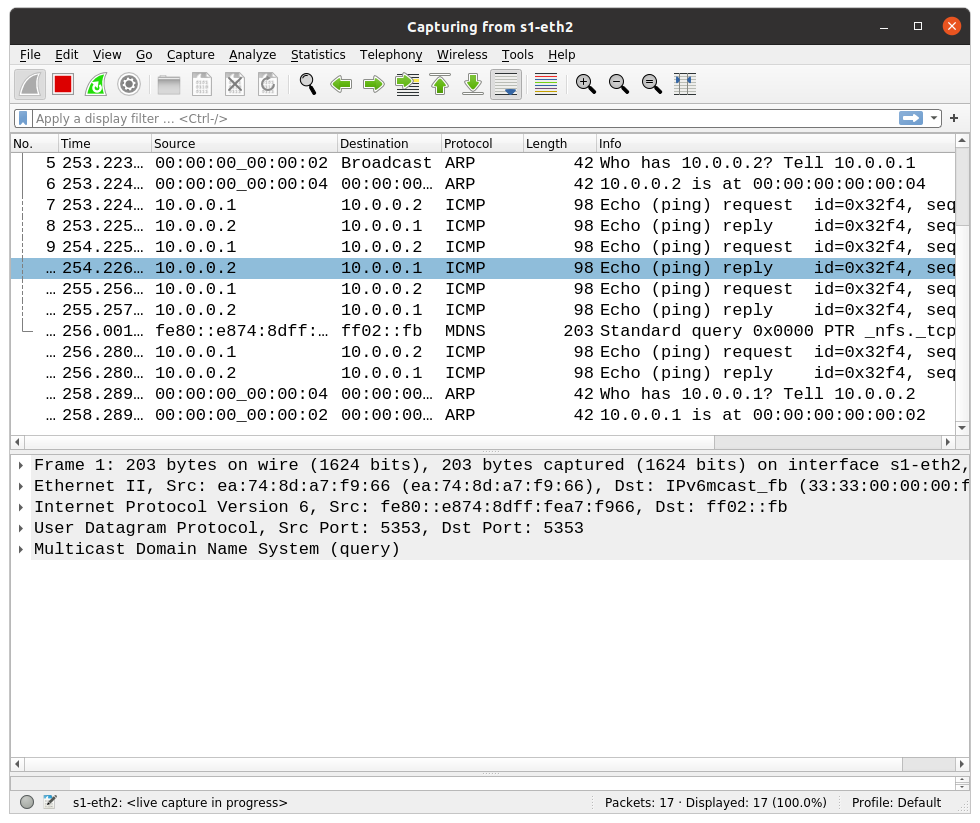 Capturing from s1-eth2
File Edit View Go Capture Analyze Statistics Telephony Wireless Tools Help
Apply a display filter … <Ctrl-/>
No. Time Source Destination Protocol Length Info
5 253.223… 00:00:00_00:00:02 Broadcast ARP 42 Who has 10.0.0.2? Tell 10.0.0.1
6 253.224… 00:00:00_00:00:04 00:00:00… ARP 42 10.0.0.2 is at 00:00:00:00:00:04
7 253.224… 10.0.0.1 10.0.0.2 ICMP 98 Echo (ping) request id=0x32f4, seq
8 253.225… 10.0.0.2 10.0.0.1 ICMP 98 Echo (ping) reply id=0x32f4, seq
9 254.225… 10.0.0.1 10.0.0.2 ICMP 98 Echo (ping) request id=0x32f4, seq
… 254.226… 10.0.0.2 10.0.0.1 ICMP 98 Echo (ping) reply id=0x32f4, seq
… 255.256… 10.0.0.1 10.0.0.2 ICMP 98 Echo (ping) request id=0x32f4, seq
… 255.257… 10.0.0.2 10.0.0.1 ICMP 98 Echo (ping) reply id=0x32f4, seq
… 256.001… fe80::e874:8dff:… ff02::fb MDNS 203 Standard query 0x0000 PTR _nfs._tcp
… 256.280… 10.0.0.1 10.0.0.2 ICMP 98 Echo (ping) request id=0x32f4, seq
… 256.280… 10.0.0.2 10.0.0.1 ICMP 98 Echo (ping) reply id=0x32f4, seq
… 258.289… 00:00:00_00:00:04 00:00:00… ARP 42 Who has 10.0.0.1? Tell 10.0.0.2
… 258.289… 00:00:00_00:00:02 00:00:00… ARP 42 10.0.0.1 is at 00:00:00:00:00:02
Frame 1: 203 bytes on wire (1624 bits), 203 bytes captured (1624 bits) on interface s1-eth2,
Ethernet II, Src: ea:74:8d:a7:f9:66 (ea:74:8d:a7:f9:66), Dst: IPv6mcast_fb (33:33:00:00:00:f
Internet Protocol Version 6, Src: fe80::e874:8dff:fea7:f966, Dst: ff02::fb
User Datagram Protocol, Src Port: 5353, Dst Port: 5353
Multicast Domain Name System (query)
s1-eth2: <live capture in progress> Packets: 17 · Displayed: 17 (100.0%) Profile: Default